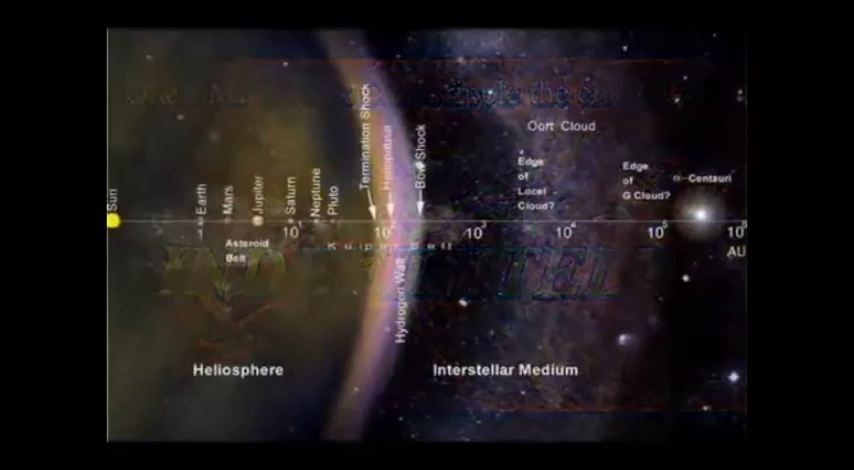 Oort Cloud
Termination Shock
Heliopause
Bow Shock
Edge
of
Local
Cloud?
Edge
of
G Cloud?
α-Centauri
Sun
Earth
Mars
Jupiter
Saturn
Neptune
Pluto
10 10² 10³ 10⁴ 10⁵ 10⁶
AU
Asteroid
Belt
Kuiper Belt
Hydrogen Wall
Heliosphere
Interstellar Medium